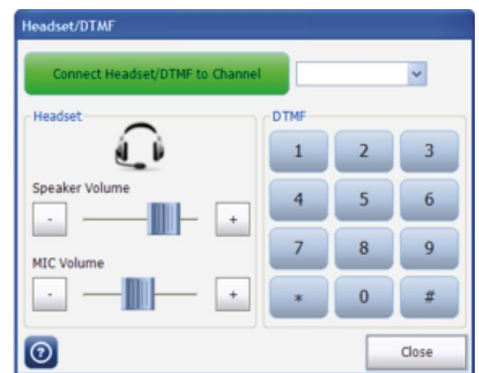 Headset/DTMF
Connect Headset/DTMF to Channel
Headset
Speaker Volume
- +
MIC Volume
- +
DTMF
1 2 3
4 5 6
7 8 9
* 0 #
?
Close